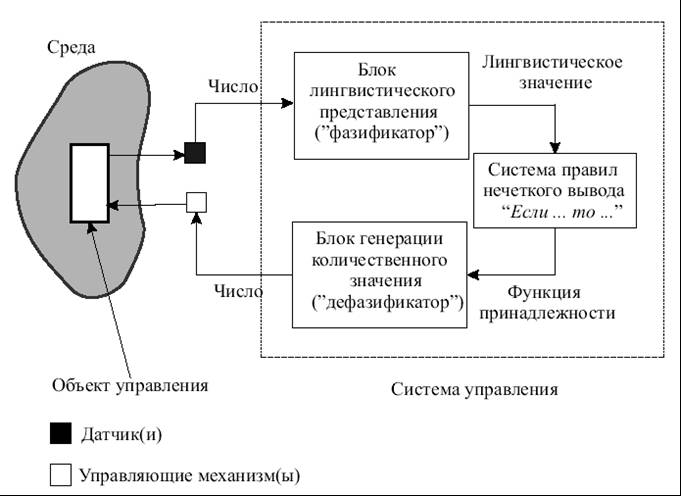 Среда
Число
Блок
лингвистического
представления
(”фазификатор”)
Лингвистическое
значение
Система правил
нечеткого вывода
“Если ... то ...”
Блок генерации
количественного
значения
(”дефазификатор”)
Число
Функция
принадлежности
Объект управления
Система управления
Датчик(и)
Управляющие механизм(ы)